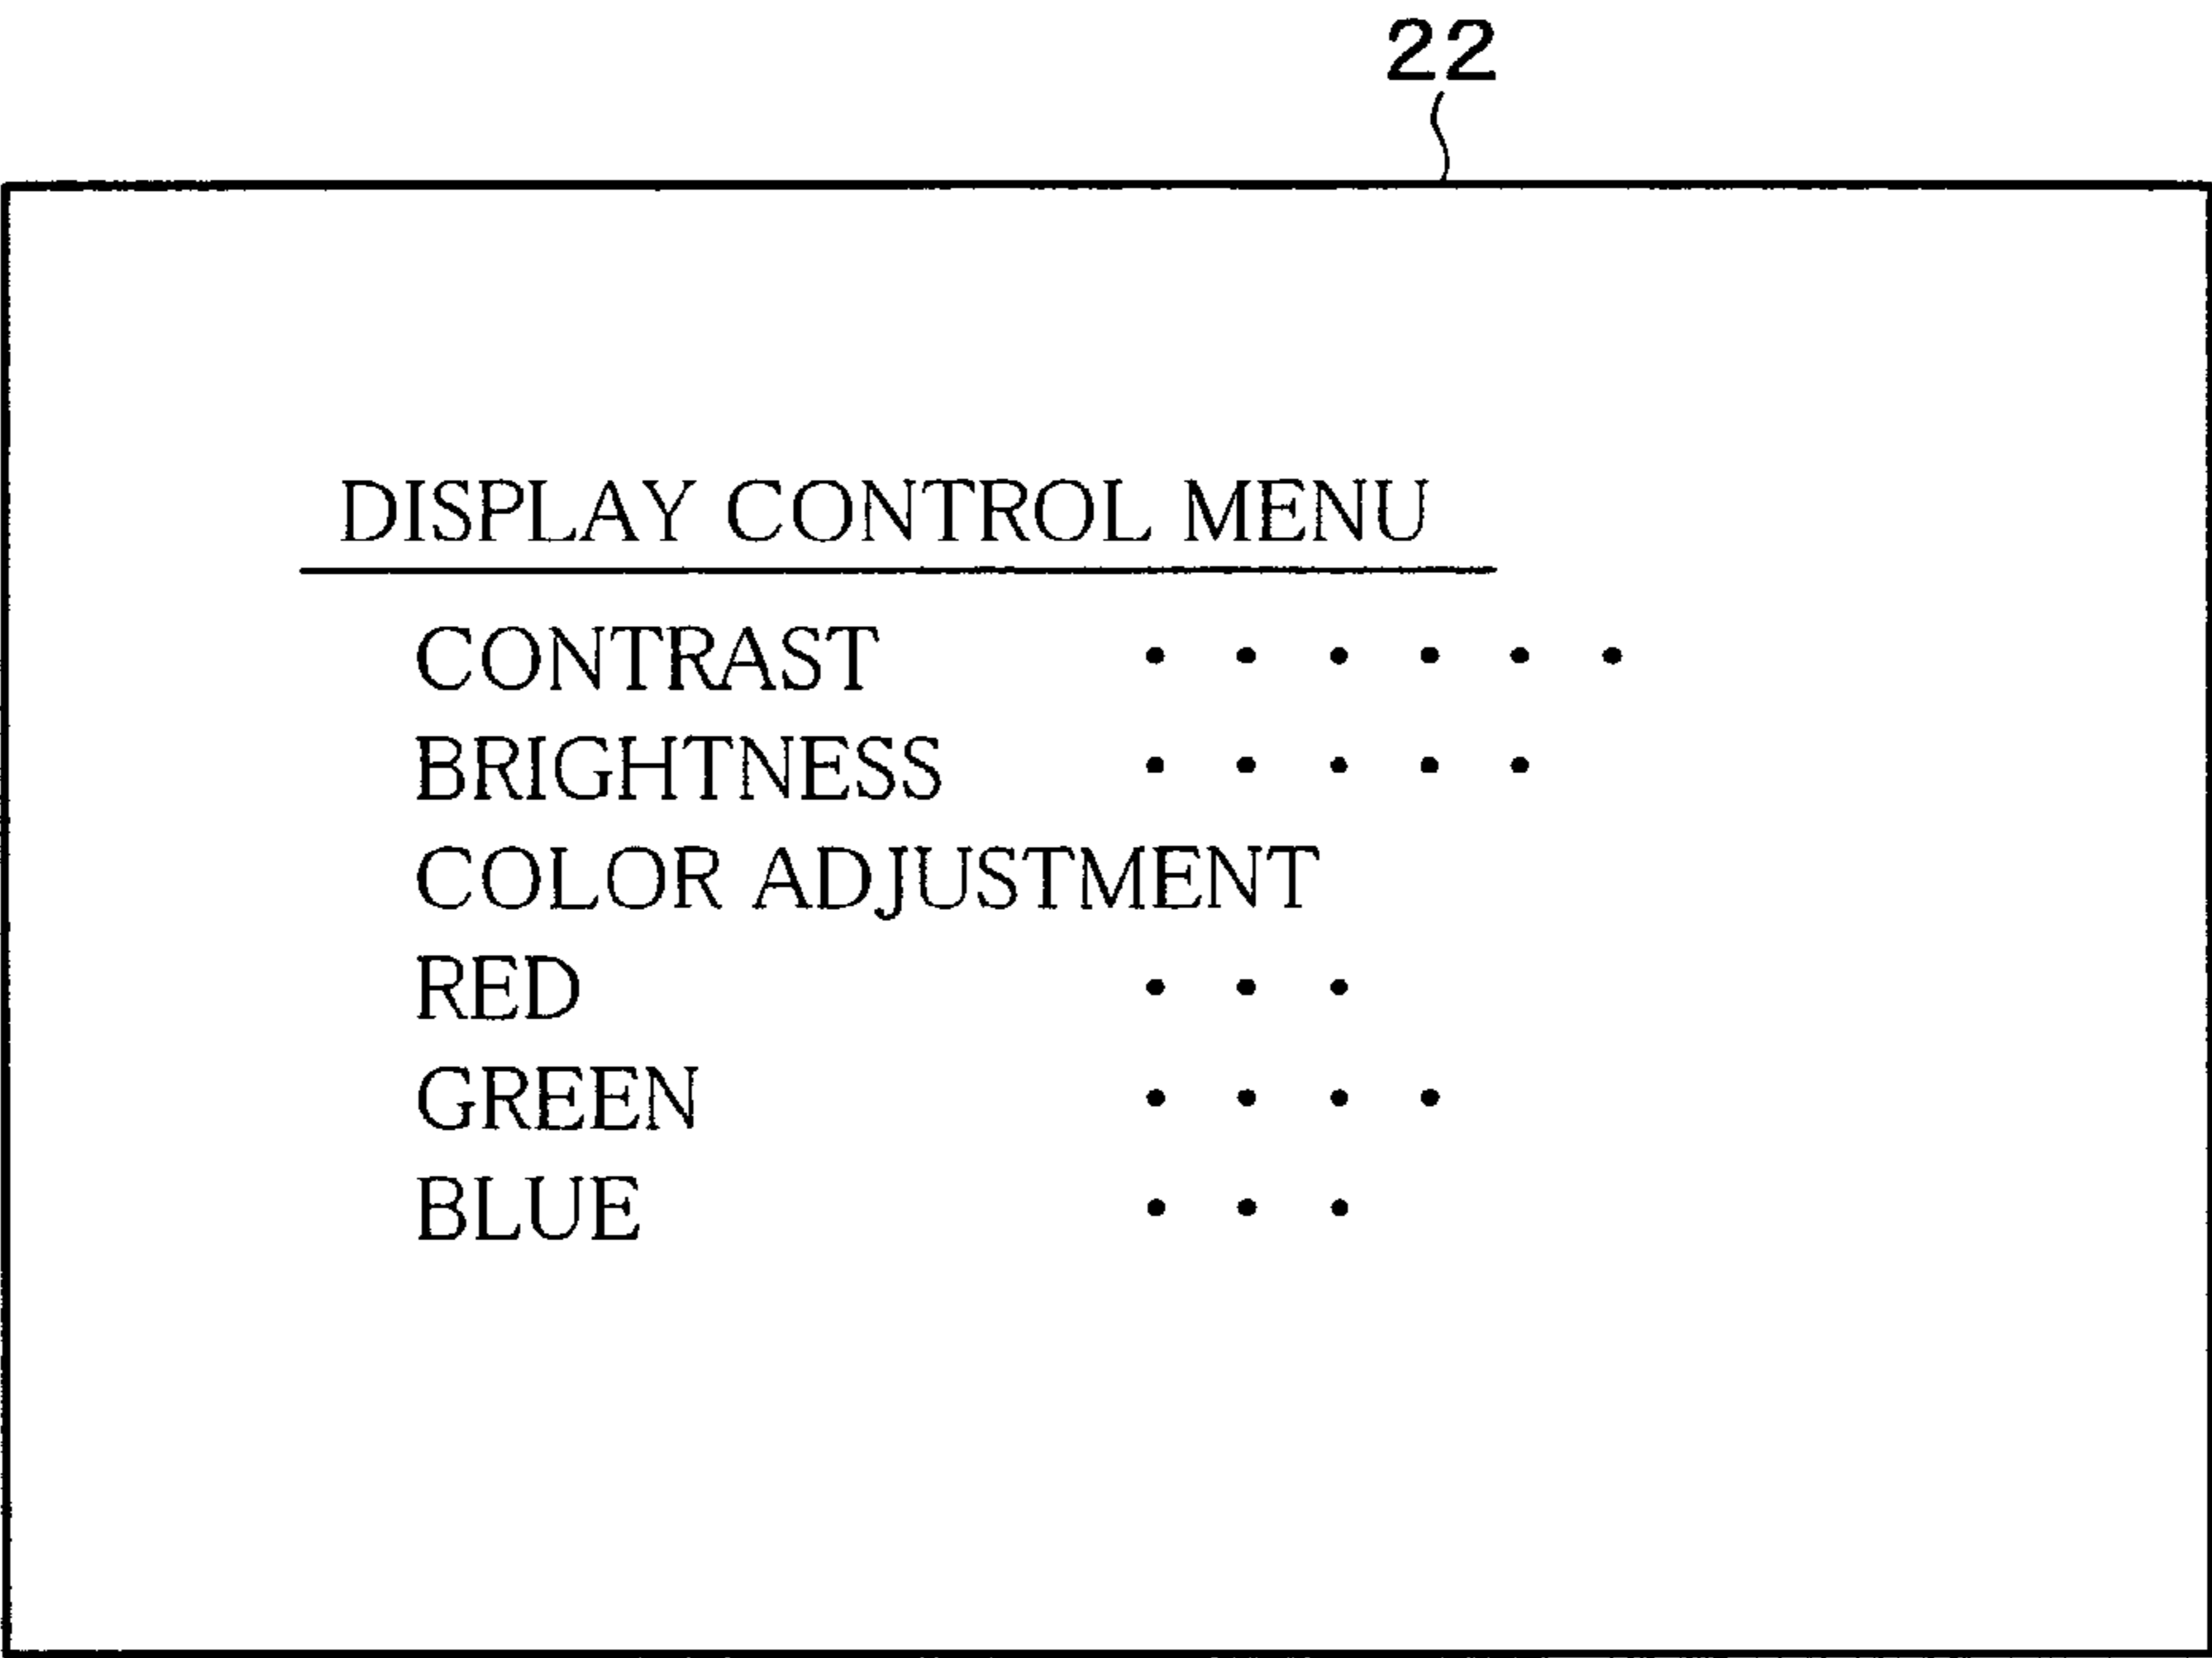 22
DISPLAY CONTROL MENU
CONTRAST · · · · · ·
BRIGHTNESS · · · · ·
COLOR ADJUSTMENT
RED · · ·
GREEN · · · ·
BLUE · · ·